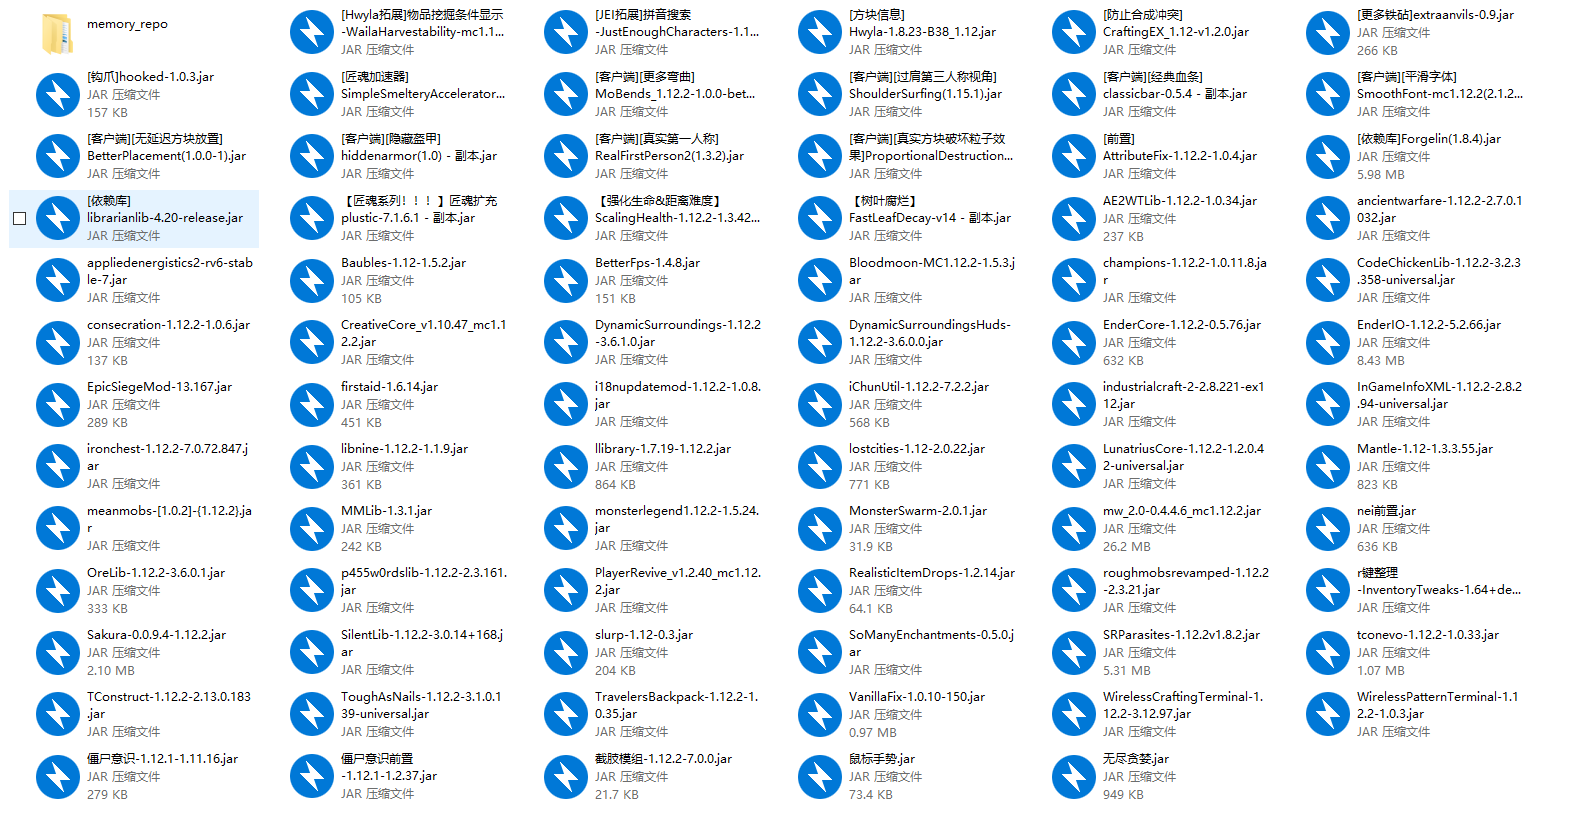 memory_repo
[Hwyla拓展]物品挖掘条件显示
-WailaHarvestability-mc1.1...
JAR 压缩文件
[JEI拓展]拼音搜索
-JustEnoughCharacters-1.1...
JAR 压缩文件
[方块信息]
Hwyla-1.8.23-B38_1.12.jar
JAR 压缩文件
[防止合成冲突]
CraftingEX_1.12-v1.2.0.jar
JAR 压缩文件
[更多铁砧]extraanvils-0.9.jar
JAR 压缩文件
266 KB
[钩爪]hooked-1.0.3.jar
JAR 压缩文件
157 KB
[匠魂加速器]
SimpleSmelteryAccelerator...
JAR 压缩文件
[客户端][更多弯曲]
MoBends_1.12.2-1.0.0-bet...
JAR 压缩文件
[客户端][过肩第三人称视角]
ShoulderSurfing(1.15.1).jar
JAR 压缩文件
[客户端][经典血条]
classicbar-0.5.4 - 副本.jar
JAR 压缩文件
[客户端][平滑字体]
SmoothFont-mc1.12.2(2.1.2...
JAR 压缩文件
[客户端][无延迟方块放置]
BetterPlacement(1.0.0-1).jar
JAR 压缩文件
[客户端][隐藏盔甲]
hiddenarmor(1.0) - 副本.jar
JAR 压缩文件
[客户端][真实第一人称]
RealFirstPerson2(1.3.2).jar
JAR 压缩文件
[客户端][真实方块破坏粒子效
果]ProportionalDestruction...
JAR 压缩文件
[前置]
AttributeFix-1.12.2-1.0.4.jar
JAR 压缩文件
[依赖库]Forgelin(1.8.4).jar
JAR 压缩文件
5.98 MB
[依赖库]
librarianlib-4.20-release.jar
JAR 压缩文件
【匠魂系列！！！】匠魂扩充
plustic-7.1.6.1 - 副本.jar
JAR 压缩文件
【强化生命&距离难度】
ScalingHealth-1.12.2-1.3.42...
JAR 压缩文件
【树叶腐烂】
FastLeafDecay-v14 - 副本.jar
JAR 压缩文件
AE2WTLib-1.12.2-1.0.34.jar
JAR 压缩文件
237 KB
ancientwarfare-1.12.2-2.7.0.1
032.jar
JAR 压缩文件
appliedenergistics2-rv6-stab
le-7.jar
JAR 压缩文件
Baubles-1.12-1.5.2.jar
JAR 压缩文件
105 KB
BetterFps-1.4.8.jar
JAR 压缩文件
151 KB
Bloodmoon-MC1.12.2-1.5.3.j
ar
JAR 压缩文件
champions-1.12.2-1.0.11.8.ja
r
JAR 压缩文件
CodeChickenLib-1.12.2-3.2.3
.358-universal.jar
JAR 压缩文件
consecration-1.12.2-1.0.6.jar
JAR 压缩文件
137 KB
CreativeCore_v1.10.47_mc1.1
2.2.jar
JAR 压缩文件
DynamicSurroundings-1.12.2
-3.6.1.0.jar
JAR 压缩文件
DynamicSurroundingsHuds-
1.12.2-3.6.0.0.jar
JAR 压缩文件
EnderCore-1.12.2-0.5.76.jar
JAR 压缩文件
632 KB
EnderIO-1.12.2-5.2.66.jar
JAR 压缩文件
8.43 MB
EpicSiegeMod-13.167.jar
JAR 压缩文件
289 KB
firstaid-1.6.14.jar
JAR 压缩文件
451 KB
i18nupdatemod-1.12.2-1.0.8.
jar
JAR 压缩文件
iChunUtil-1.12.2-7.2.2.jar
JAR 压缩文件
568 KB
industrialcraft-2-2.8.221-ex1
12.jar
JAR 压缩文件
InGameInfoXML-1.12.2-2.8.2
.94-universal.jar
JAR 压缩文件
ironchest-1.12.2-7.0.72.847.j
ar
JAR 压缩文件
libnine-1.12.2-1.1.9.jar
JAR 压缩文件
361 KB
llibrary-1.7.19-1.12.2.jar
JAR 压缩文件
864 KB
lostcities-1.12-2.0.22.jar
JAR 压缩文件
771 KB
LunatriusCore-1.12.2-1.2.0.4
2-universal.jar
JAR 压缩文件
Mantle-1.12-1.3.3.55.jar
JAR 压缩文件
823 KB
meanmobs-[1.0.2]-{1.12.2}.ja
r
JAR 压缩文件
MMLib-1.3.1.jar
JAR 压缩文件
242 KB
monsterlegend1.12.2-1.5.24.
jar
JAR 压缩文件
MonsterSwarm-2.0.1.jar
JAR 压缩文件
31.9 KB
mw_2.0-0.4.4.6_mc1.12.2.jar
JAR 压缩文件
26.2 MB
nei前置.jar
JAR 压缩文件
636 KB
OreLib-1.12.2-3.6.0.1.jar
JAR 压缩文件
333 KB
p455w0rdslib-1.12.2-2.3.161.
jar
JAR 压缩文件
PlayerRevive_v1.2.40_mc1.12.
2.jar
JAR 压缩文件
RealisticItemDrops-1.2.14.jar
JAR 压缩文件
64.1 KB
roughmobsrevamped-1.12.2
-2.3.21.jar
JAR 压缩文件
r键整理
-InventoryTweaks-1.64+de...
JAR 压缩文件
Sakura-0.0.9.4-1.12.2.jar
JAR 压缩文件
2.10 MB
SilentLib-1.12.2-3.0.14+168.j
ar
JAR 压缩文件
slurp-1.12-0.3.jar
JAR 压缩文件
204 KB
SoManyEnchantments-0.5.0.j
ar
JAR 压缩文件
SRParasites-1.12.2v1.8.2.jar
JAR 压缩文件
5.31 MB
tconevo-1.12.2-1.0.33.jar
JAR 压缩文件
1.07 MB
TConstruct-1.12.2-2.13.0.183
.jar
JAR 压缩文件
ToughAsNails-1.12.2-3.1.0.1
39-universal.jar
JAR 压缩文件
TravelersBackpack-1.12.2-1.
0.35.jar
JAR 压缩文件
VanillaFix-1.0.10-150.jar
JAR 压缩文件
0.97 MB
WirelessCraftingTerminal-1.
12.2-3.12.97.jar
JAR 压缩文件
WirelessPatternTerminal-1.1
2.2-1.0.3.jar
JAR 压缩文件
僵尸意识-1.12.1-1.11.16.jar
JAR 压缩文件
279 KB
僵尸意识前置
-1.12.1-1.2.37.jar
JAR 压缩文件
截胶模组-1.12.2-7.0.0.jar
JAR 压缩文件
21.7 KB
鼠标手势.jar
JAR 压缩文件
73.4 KB
无尽贪婪.jar
JAR 压缩文件
949 KB